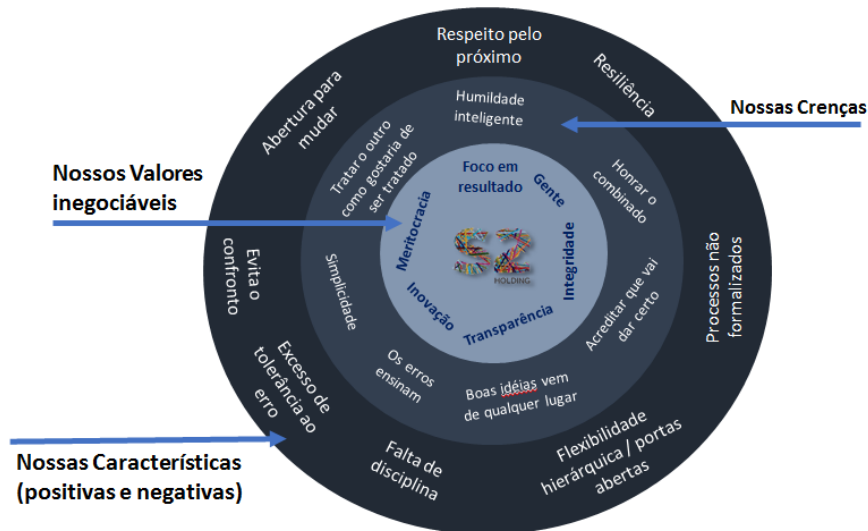 Respeito pelo
próximo
Resiliência
Processos não
formalizados
Flexibilidade
hierárquica / portas
abertas
Falta de
disciplina
Excesso de
tolerância ao
erro
Evita o
confronto
Abertura para
mudar
Humildade
inteligente
Honrar o
combinado
Acreditar que vai
dar certo
Boas idéias vem
de qualquer lugar
Os erros
ensinam
Simplicidade
Tratar o outro
como gostaria de
ser tratado
Foco em
resultado
Gente
Integridade
Transparência
Inovação
Meritocracia
SZ
HOLDING
Nossas Crenças
Nossos Valores
inegociáveis
Nossas Características
(positivas e negativas)